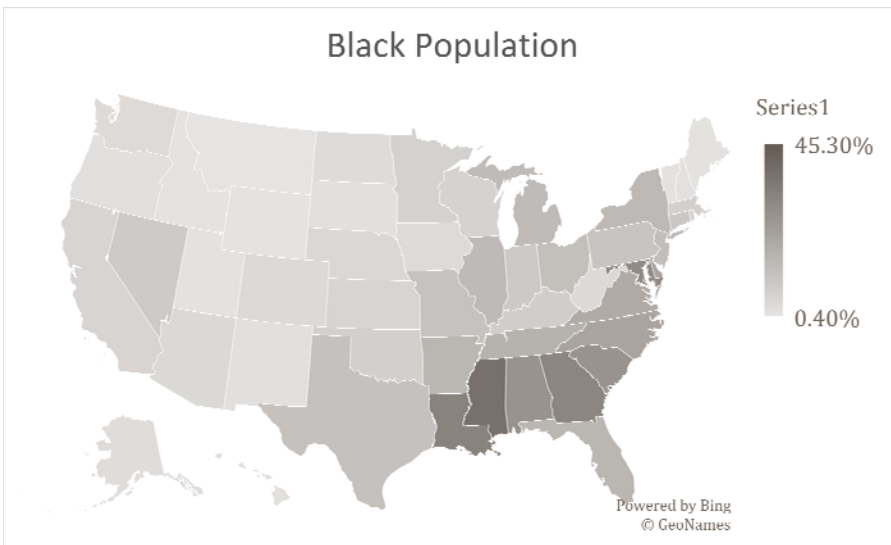 Black Population
Series1
45.30%
0.40%
Powered by Bing
© GeoNames